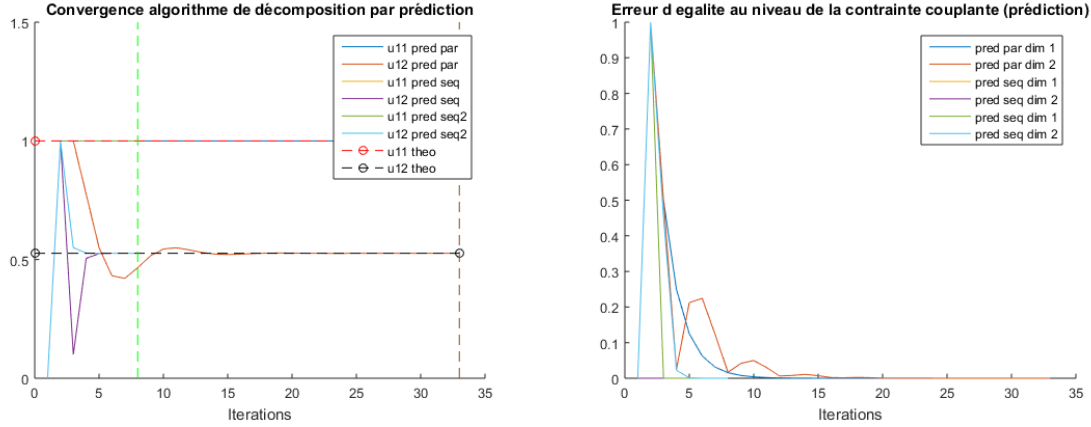 Convergence algorithme de décomposition par prédiction
1.5
1
0.5
0
0
5
10
15
20
25
30
35
Iterations
u11 pred par
u12 pred par
u11 pred seq
u12 pred seq
u11 pred seq2
u12 pred seq2
u11 theo
u12 theo
Erreur d egalite au niveau de la contrainte couplante (prédiction)
1
0.9
0.8
0.7
0.6
0.5
0.4
0.3
0.2
0.1
0
0
5
10
15
20
25
30
35
Iterations
pred par dim 1
pred par dim 2
pred seq dim 1
pred seq dim 2
pred seq dim 1
pred seq dim 2